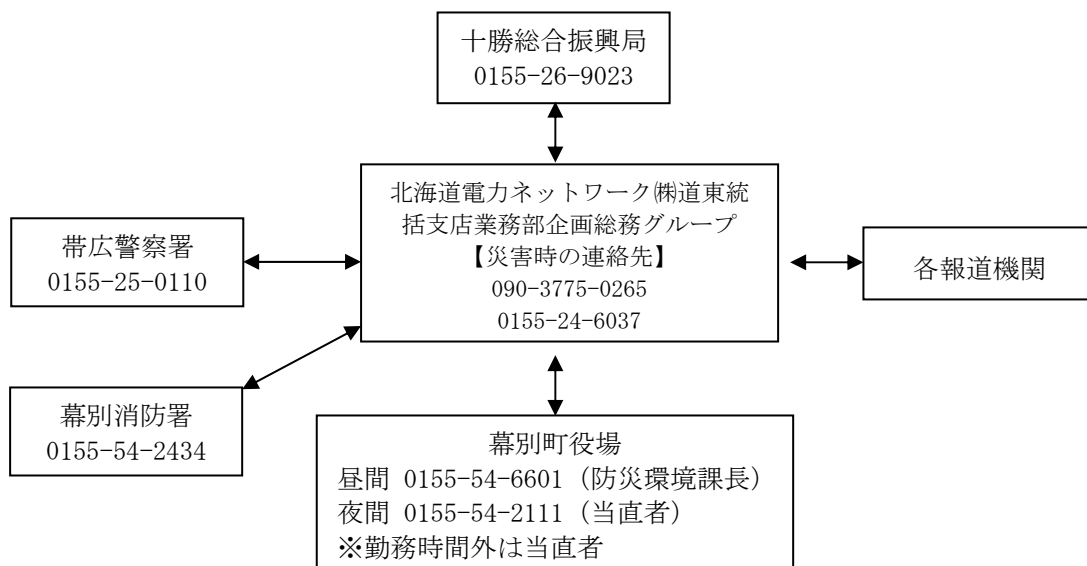 十勝総合振興局
0155-26-9023
北海道電力ネットワーク㈱道東統
括支店業務部企画総務グループ
【災害時の連絡先】
090-3775-0265
0155-24-6037
帯広警察署
0155-25-0110
各報道機関
幕別消防署
0155-54-2434
幕別町役場
昼間 0155-54-6601（防災環境課長）
夜間 0155-54-2111（当直者）
※勤務時間外は当直者